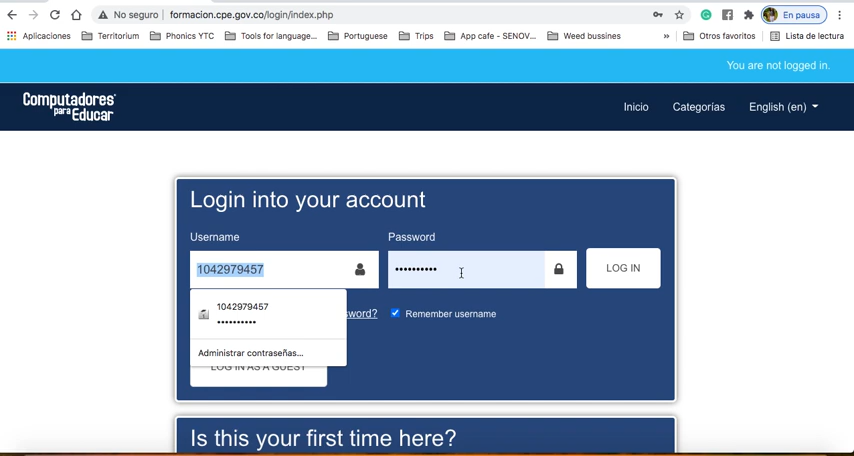 No seguro | formacion.cpe.gov.co/login/index.php
En pausa
Aplicaciones Territorium Phonics YTC Tools for language... Portuguese Trips App cafe - SENOV... Weed bussines » Otros favoritos Lista de lectura
You are not logged in.
Computadores
para Educar
Inicio Categorías English (en)
Login into your account
Username Password
1042979457 •••••••••• LOG IN
1042979457
••••••••••
sword? Remember username
Administrar contraseñas...
LOG IN AS A GUEST
Is this your first time here?